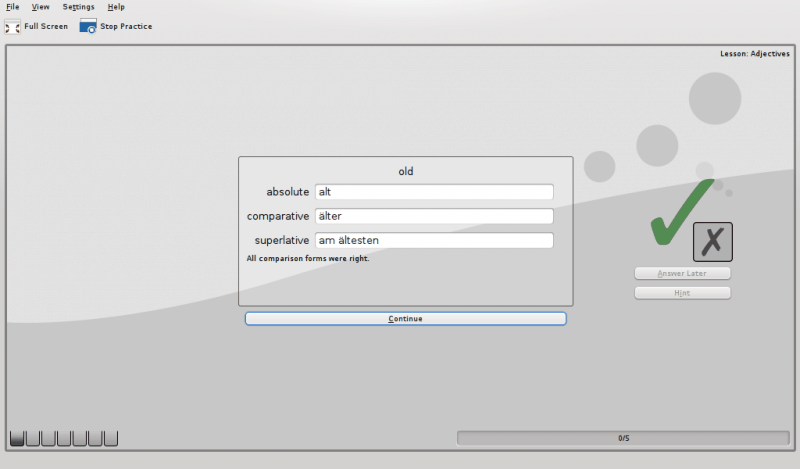 File View Settings Help
Full Screen Stop Practice
Lesson: Adjectives
old
absolute alt
comparative älter
superlative am ältesten
All comparison forms were right.
Answer Later
Hint
Continue
0/5